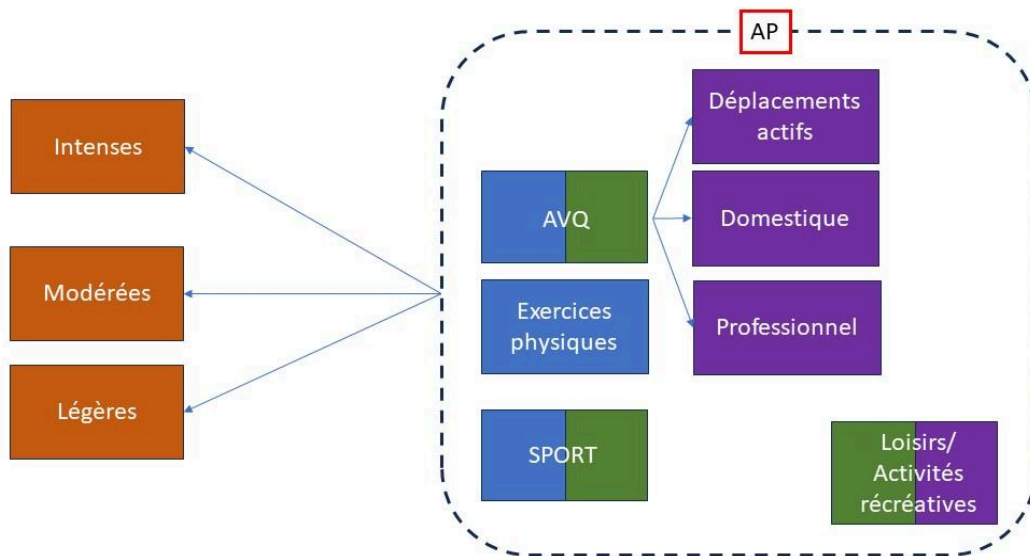 AP
Intenses
Modérées
Légères
AVQ
Exercices
physiques
SPORT
Déplacements
actifs
Domestique
Professionnel
Loisirs/
Activités
récréatives